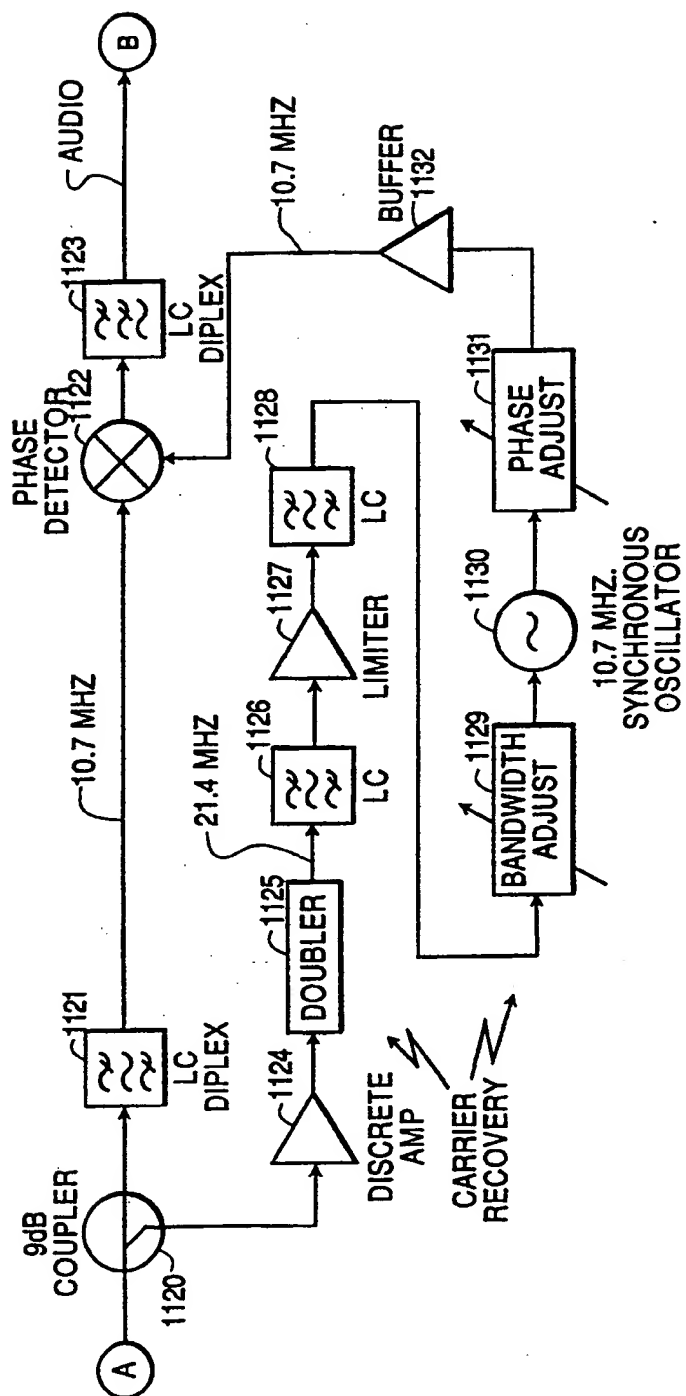 A
9dB
COUPLER
1120
1121
LC
DIPLEX
10.7 MHZ
PHASE
DETECTOR
1122
1123
LC
DIPLEX
AUDIO
B
DISCRETE
AMP
1124
DOUBLER
1125
21.4 MHZ
1126
LC
LIMITER
1127
1128
LC
CARRIER
RECOVERY
BANDWIDTH
ADJUST
1129
1130
10.7 MHZ.
SYNCHRONOUS
OSCILLATOR
PHASE
ADJUST
1131
BUFFER
1132
10.7 MHZ